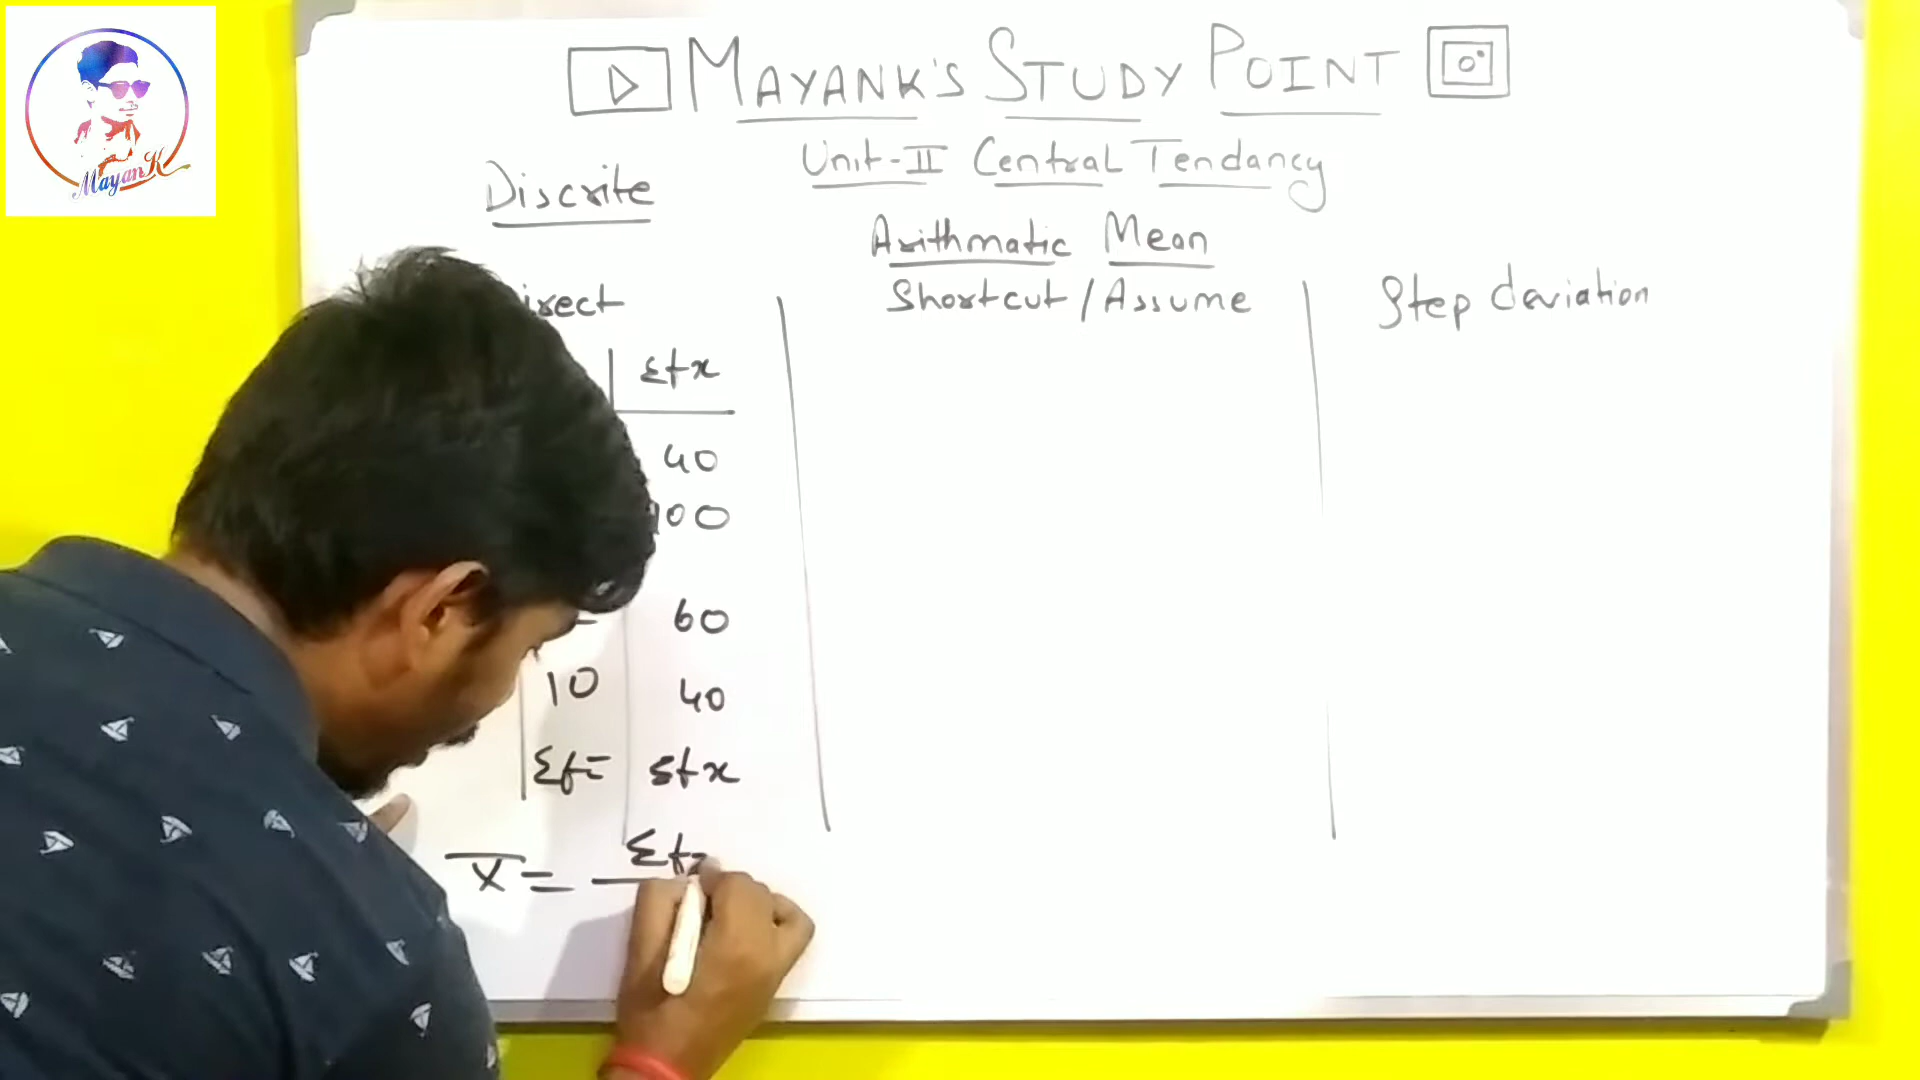 MAYANK'S STUDY POINT
Unit-II Central Tendancy
Discrite
Arithmatic Mean
irect
Shortcut / Assume
Step deviation
Σfx
40
100
60
10 40
Σf= Σfx
X̄ = Σf
MayanK